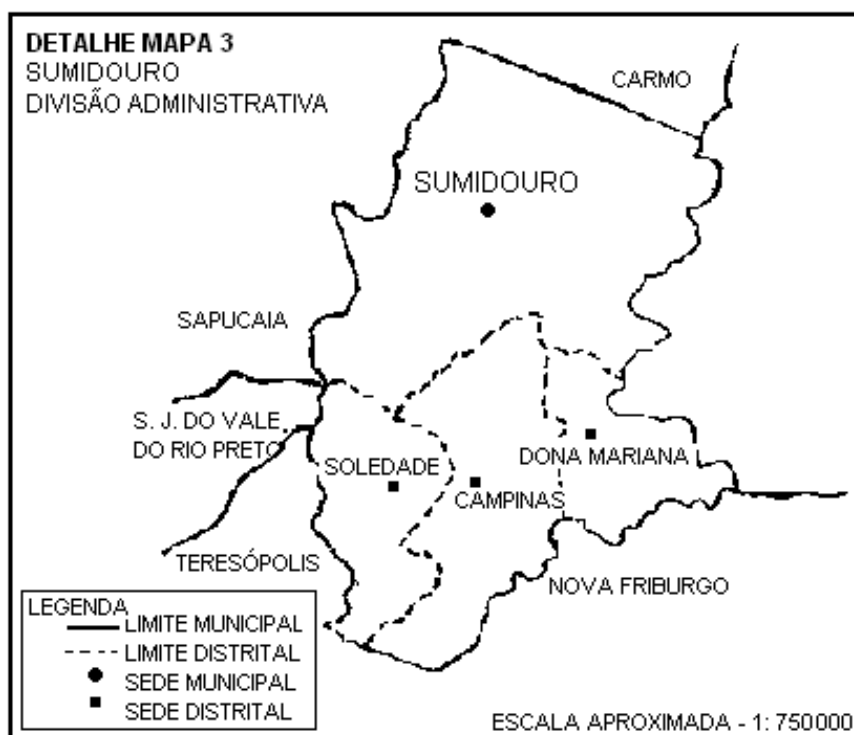 DETALHE MAPA 3
SUMIDOURO
DIVISÃO ADMINISTRATIVA
CARMO
SUMIDOURO
SAPUCAIA
S. J. DO VALE
DO RIO PRETO
SOLEDADE
DONA MARIANA
CAMPINAS
TERESÓPOLIS
NOVA FRIBURGO
LEGENDA
LIMITE MUNICIPAL
LIMITE DISTRITAL
SEDE MUNICIPAL
SEDE DISTRITAL
ESCALA APROXIMADA - 1: 750000